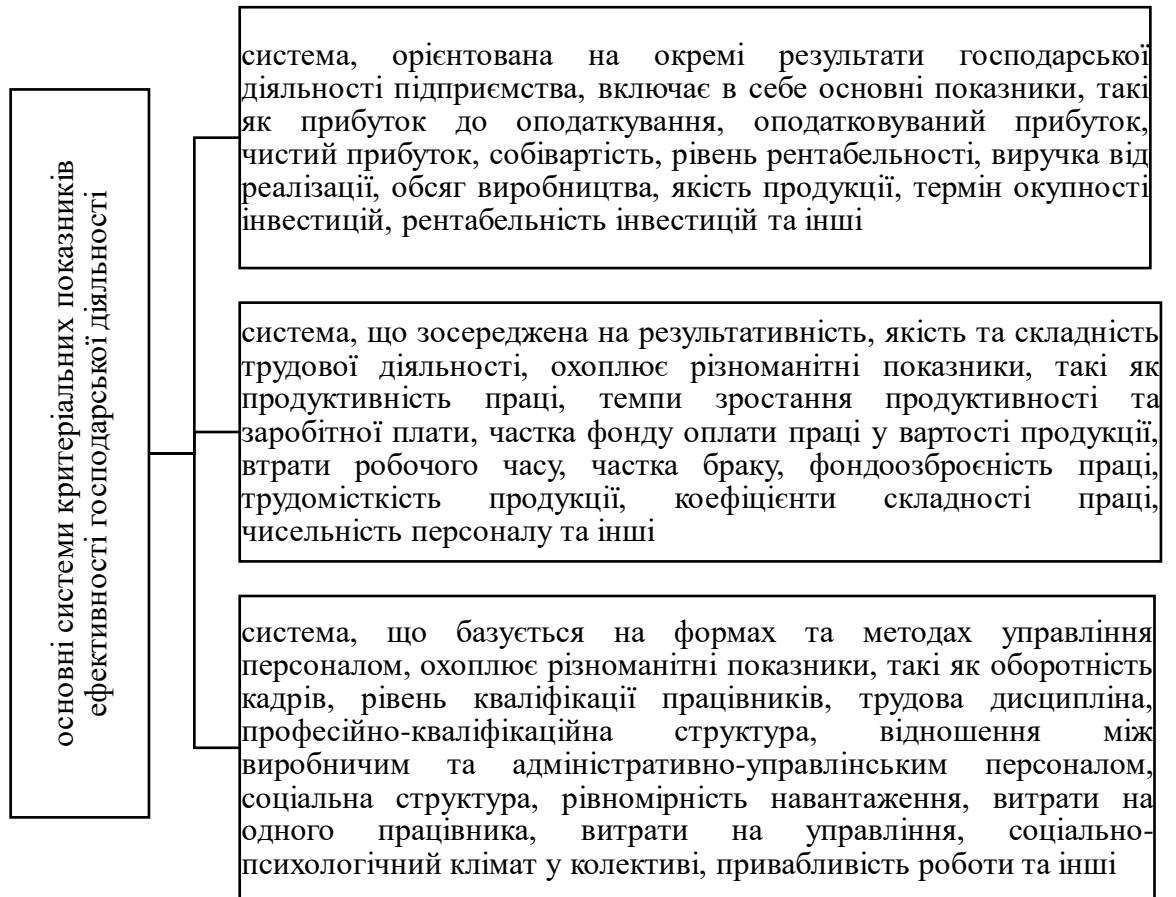 основні системи критеріальних показників
ефективності господарської діяльності
система, орієнтована на окремі результати господарської
діяльності підприємства, включає в себе основні показники, такі
як прибуток до оподаткування, оподатковуваний прибуток,
чистий прибуток, собівартість, рівень рентабельності, виручка від
реалізації, обсяг виробництва, якість продукції, термін окупності
інвестицій, рентабельність інвестицій та інші
система, що зосереджена на результативність, якість та складність
трудової діяльності, охоплює різноманітні показники, такі як
продуктивність праці, темпи зростання продуктивності та
заробітної плати, частка фонду оплати праці у вартості продукції,
втрати робочого часу, частка браку, фондоозброєність праці,
трудомісткість продукції, коефіцієнти складності праці,
чисельність персоналу та інші
система, що базується на формах та методах управління
персоналом, охоплює різноманітні показники, такі як оборотність
кадрів, рівень кваліфікації працівників, трудова дисципліна,
професійно-кваліфікаційна структура, відношення між
виробничим та адміністративно-управлінським персоналом,
соціальна структура, рівномірність навантаження, витрати на
одного працівника, витрати на управління, соціально-
психологічний клімат у колективі, привабливість роботи та інші